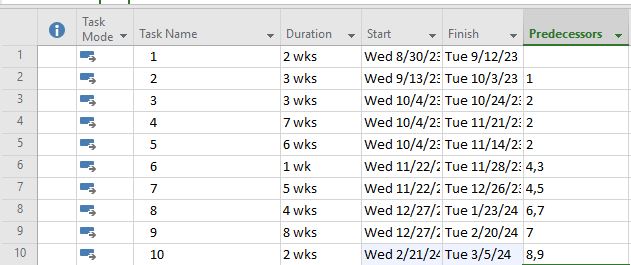 Task Mode Task Name Duration Start Finish Predecessors
1 1 2 wks Wed 8/30/23 Tue 9/12/23
2 2 3 wks Wed 9/13/23 Tue 10/3/23 1
3 3 3 wks Wed 10/4/23 Tue 10/24/23 2
4 4 7 wks Wed 10/4/23 Tue 11/21/23 2
5 5 6 wks Wed 10/4/23 Tue 11/14/23 2
6 6 1 wk Wed 11/22/2 Tue 11/28/23 4,3
7 7 5 wks Wed 11/22/2 Tue 12/26/23 4,5
8 8 4 wks Wed 12/27/2 Tue 1/23/24 6,7
9 9 8 wks Wed 12/27/2 Tue 2/20/24 7
10 10 2 wks Wed 2/21/24 Tue 3/5/24 8,9